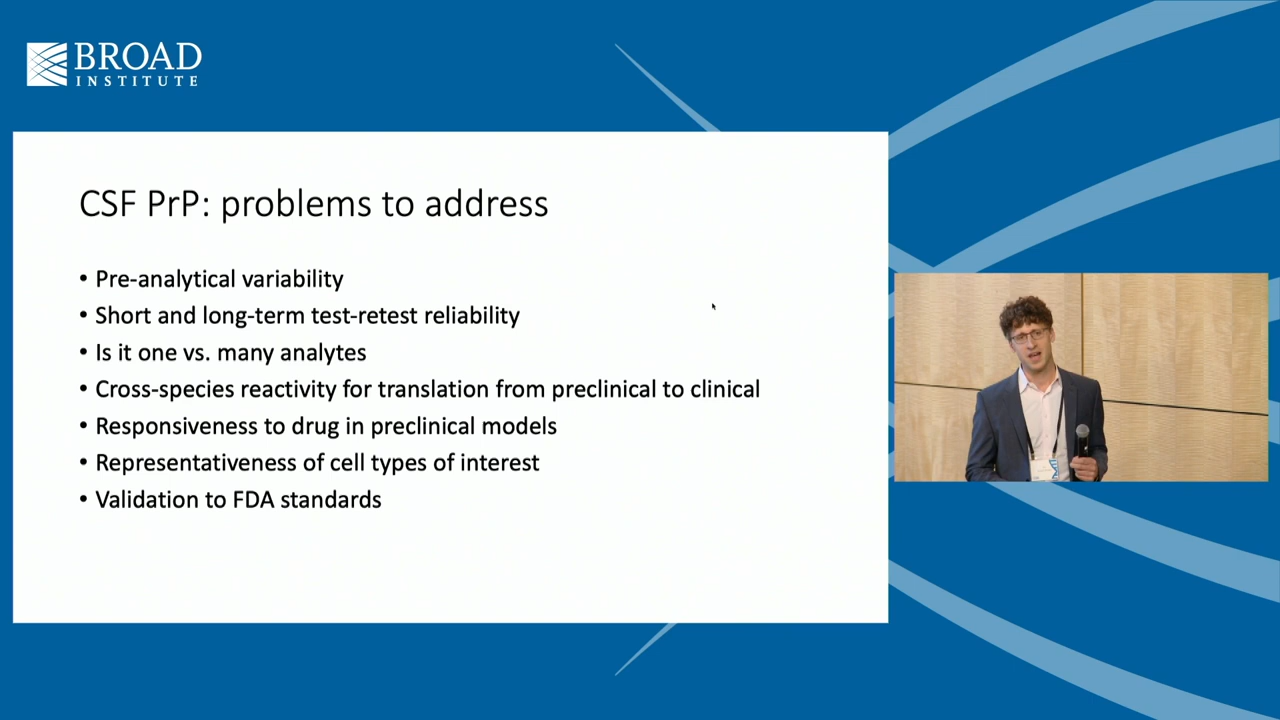 BROAD
INSTITUTE
CSF PrP: problems to address
• Pre-analytical variability
• Short and long-term test-retest reliability
• Is it one vs. many analytes
• Cross-species reactivity for translation from preclinical to clinical
• Responsiveness to drug in preclinical models
• Representativeness of cell types of interest
• Validation to FDA standards